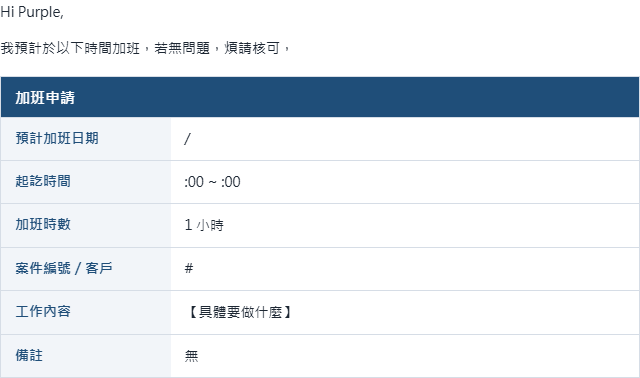 Hi Purple,
我預計於以下時間加班，若無問題，煩請核可，
加班申請
預計加班日期 /
起訖時間 :00 ~ :00
加班時數 1 小時
案件編號 / 客戶 #
工作內容 【具體要做什麼】
備註 無